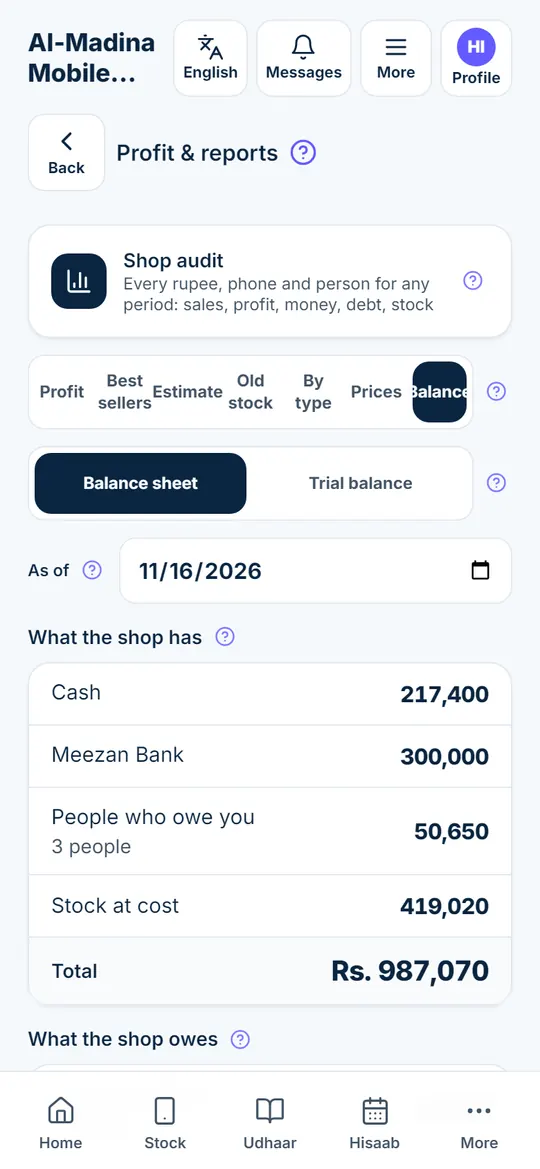 Al-Madina
Mobile...
English
Messages
More
HI
Profile
Back
Profit & reports
?
Shop audit
Every rupee, phone and person for any
period: sales, profit, money, debt, stock
?
Profit
Best
sellers
Estimate
Old
stock
By
type
Prices
Balance
?
Balance sheet
Trial balance
?
As of
?
11/16/2026
What the shop has
?
Cash
217,400
Meezan Bank
300,000
People who owe you
3 people
50,650
Stock at cost
419,020
Total
Rs. 987,070
What the shop owes
?
Home
Stock
Udhaar
Hisaab
More